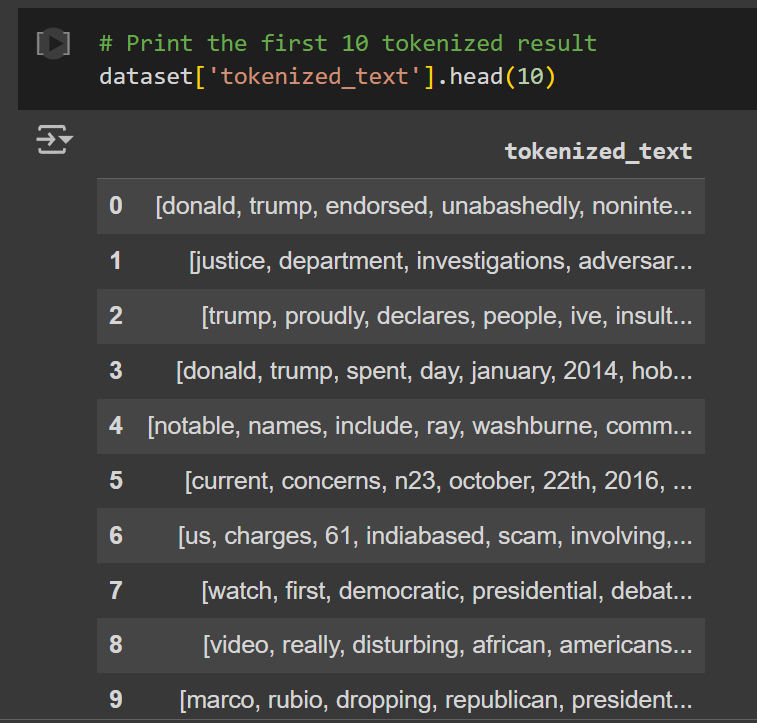 # Print the first 10 tokenized result
dataset['tokenized_text'].head(10)
tokenized_text
0 [donald, trump, endorsed, unabashedly, noninte...
1 [justice, department, investigations, adversar...
2 [trump, proudly, declares, people, ive, insult...
3 [donald, trump, spent, day, january, 2014, hob...
4 [notable, names, include, ray, washburne, comm...
5 [current, concerns, n23, october, 22th, 2016, ...
6 [us, charges, 61, indiabased, scam, involving,...
7 [watch, first, democratic, presidential, debat...
8 [video, really, disturbing, african, americans...
9 [marco, rubio, dropping, republican, president...